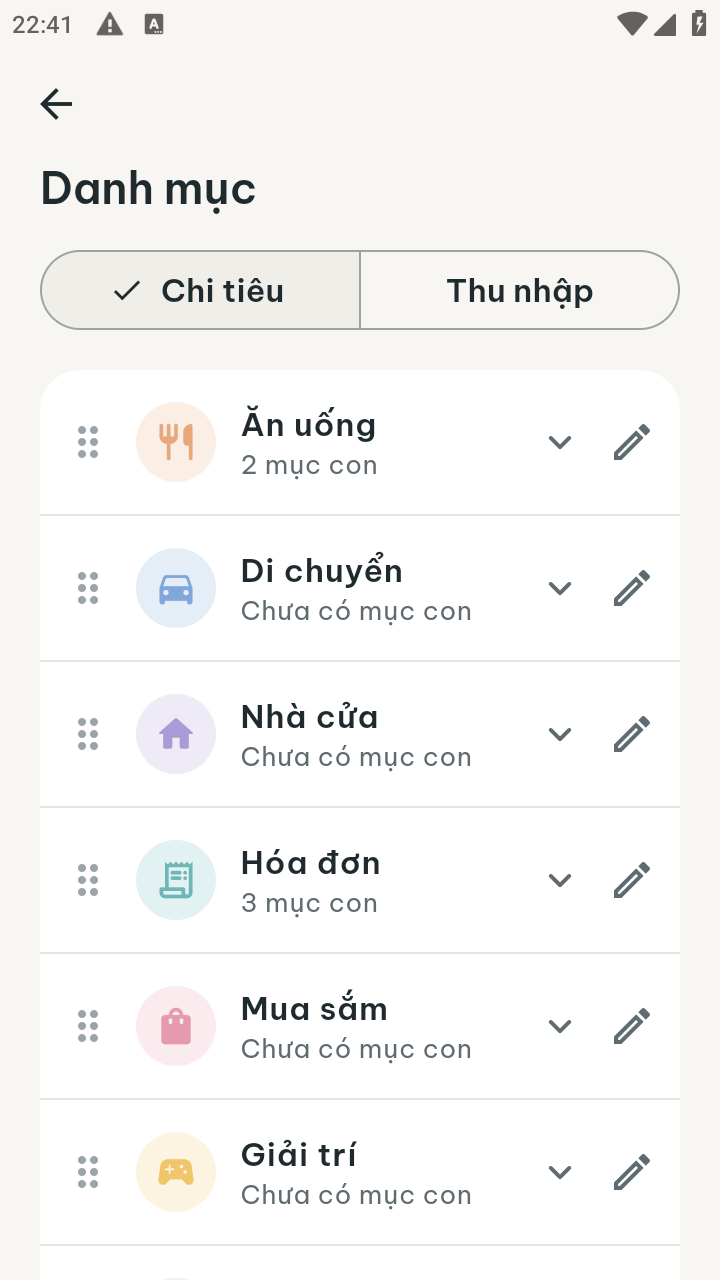 22:41
Danh mục
Chi tiêu
Thu nhập
Ăn uống
2 mục con
Di chuyển
Chưa có mục con
Nhà cửa
Chưa có mục con
Hóa đơn
3 mục con
Mua sắm
Chưa có mục con
Giải trí
Chưa có mục con